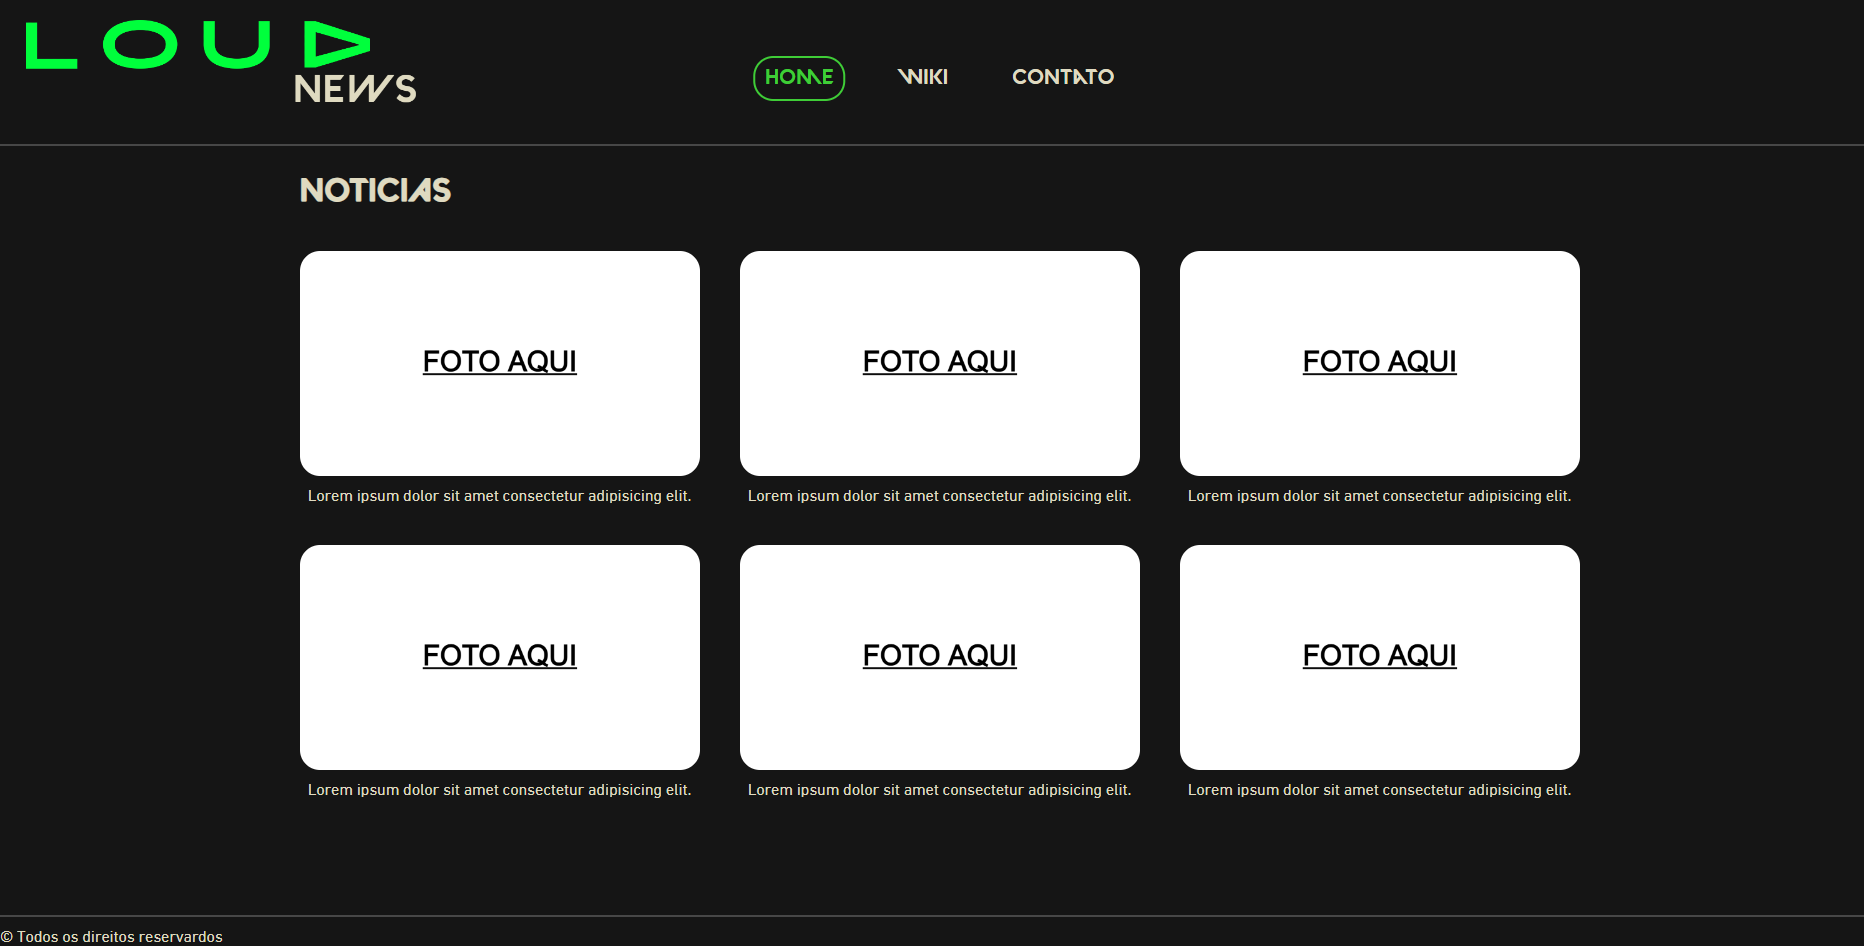 LOUD
NEWS
HOME WIKI CONTATO
NOTICIAS
FOTO AQUI FOTO AQUI FOTO AQUI
Lorem ipsum dolor sit amet consectetur adipisicing elit. Lorem ipsum dolor sit amet consectetur adipisicing elit. Lorem ipsum dolor sit amet consectetur adipisicing elit.
FOTO AQUI FOTO AQUI FOTO AQUI
Lorem ipsum dolor sit amet consectetur adipisicing elit. Lorem ipsum dolor sit amet consectetur adipisicing elit. Lorem ipsum dolor sit amet consectetur adipisicing elit.
© Todos os direitos reservardos